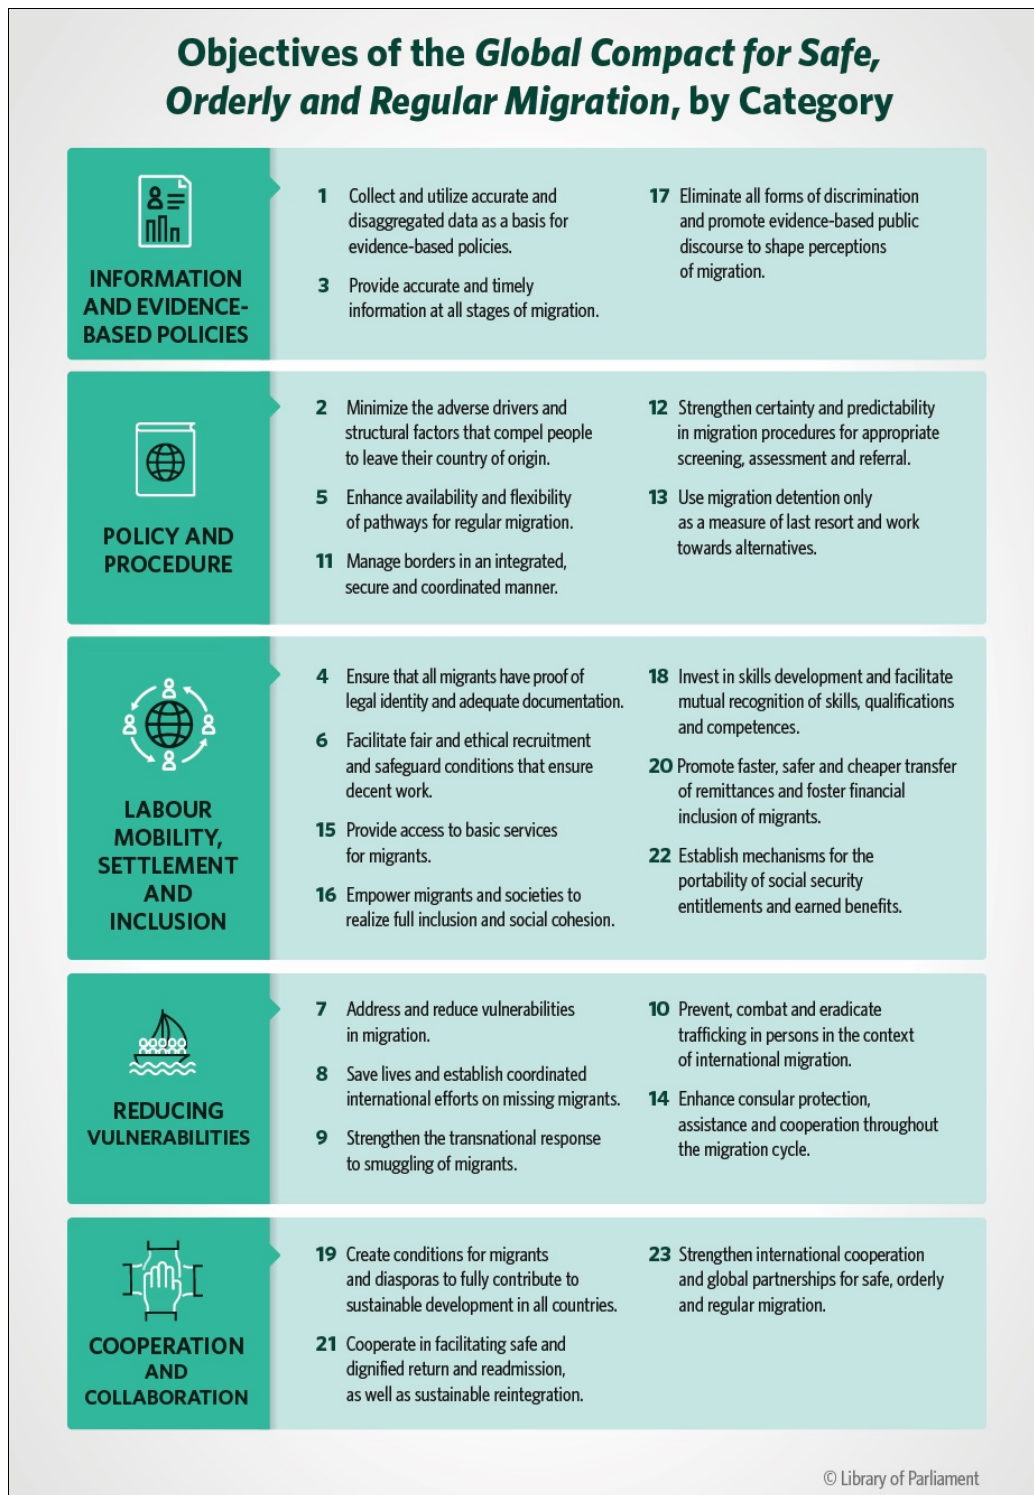 Objectives of the Global Compact for Safe,
Orderly and Regular Migration, by Category
INFORMATION
AND EVIDENCE-
BASED POLICIES
1 Collect and utilize accurate and
disaggregated data as a basis for
evidence-based policies.
3 Provide accurate and timely
information at all stages of migration.
17 Eliminate all forms of discrimination
and promote evidence-based public
discourse to shape perceptions
of migration.
POLICY AND
PROCEDURE
2 Minimize the adverse drivers and
structural factors that compel people
to leave their country of origin.
5 Enhance availability and flexibility
of pathways for regular migration.
11 Manage borders in an integrated,
secure and coordinated manner.
12 Strengthen certainty and predictability
in migration procedures for appropriate
screening, assessment and referral.
13 Use migration detention only
as a measure of last resort and work
towards alternatives.
LABOUR
MOBILITY,
SETTLEMENT
AND
INCLUSION
4 Ensure that all migrants have proof of
legal identity and adequate documentation.
6 Facilitate fair and ethical recruitment
and safeguard conditions that ensure
decent work.
15 Provide access to basic services
for migrants.
16 Empower migrants and societies to
realize full inclusion and social cohesion.
18 Invest in skills development and facilitate
mutual recognition of skills, qualifications
and competences.
20 Promote faster, safer and cheaper transfer
of remittances and foster financial
inclusion of migrants.
22 Establish mechanisms for the
portability of social security
entitlements and earned benefits.
REDUCING
VULNERABILITIES
7 Address and reduce vulnerabilities
in migration.
8 Save lives and establish coordinated
international efforts on missing migrants.
9 Strengthen the transnational response
to smuggling of migrants.
10 Prevent, combat and eradicate
trafficking in persons in the context
of international migration.
14 Enhance consular protection,
assistance and cooperation throughout
the migration cycle.
COOPERATION
AND
COLLABORATION
19 Create conditions for migrants
and diasporas to fully contribute to
sustainable development in all countries.
21 Cooperate in facilitating safe and
dignified return and readmission,
as well as sustainable reintegration.
23 Strengthen international cooperation
and global partnerships for safe, orderly
and regular migration.
© Library of Parliament